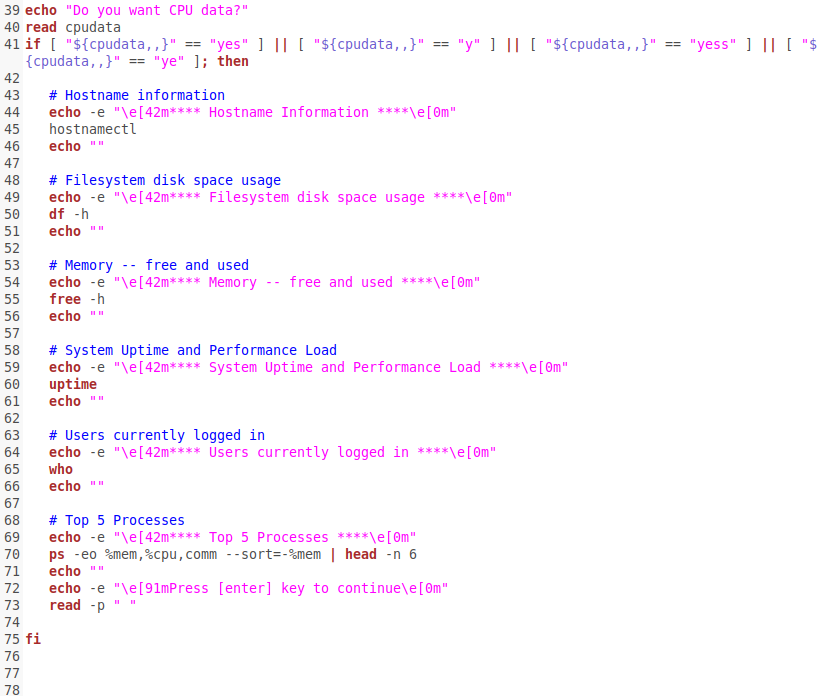 39 echo "Do you want CPU data?"
40 read cpudata
41 if [ "${cpudata,,}" == "yes" ] || [ "${cpudata,,}" == "y" ] || [ "${cpudata,,}" == "yess" ] || [ "$
{cpudata,,}" == "ye" ]; then
42
43 # Hostname information
44 echo -e "\e[42m**** Hostname Information ****\e[0m"
45 hostnamectl
46 echo ""
47
48 # Filesystem disk space usage
49 echo -e "\e[42m**** Filesystem disk space usage ****\e[0m"
50 df -h
51 echo ""
52
53 # Memory -- free and used
54 echo -e "\e[42m**** Memory -- free and used ****\e[0m"
55 free -h
56 echo ""
57
58 # System Uptime and Performance Load
59 echo -e "\e[42m**** System Uptime and Performance Load ****\e[0m"
60 uptime
61 echo ""
62
63 # Users currently logged in
64 echo -e "\e[42m**** Users currently logged in ****\e[0m"
65 who
66 echo ""
67
68 # Top 5 Processes
69 echo -e "\e[42m**** Top 5 Processes ****\e[0m"
70 ps -eo %mem,%cpu,comm --sort=-%mem | head -n 6
71 echo ""
72 echo -e "\e[91mPress [enter] key to continue\e[0m"
73 read -p " "
74
75 fi
76
77
78